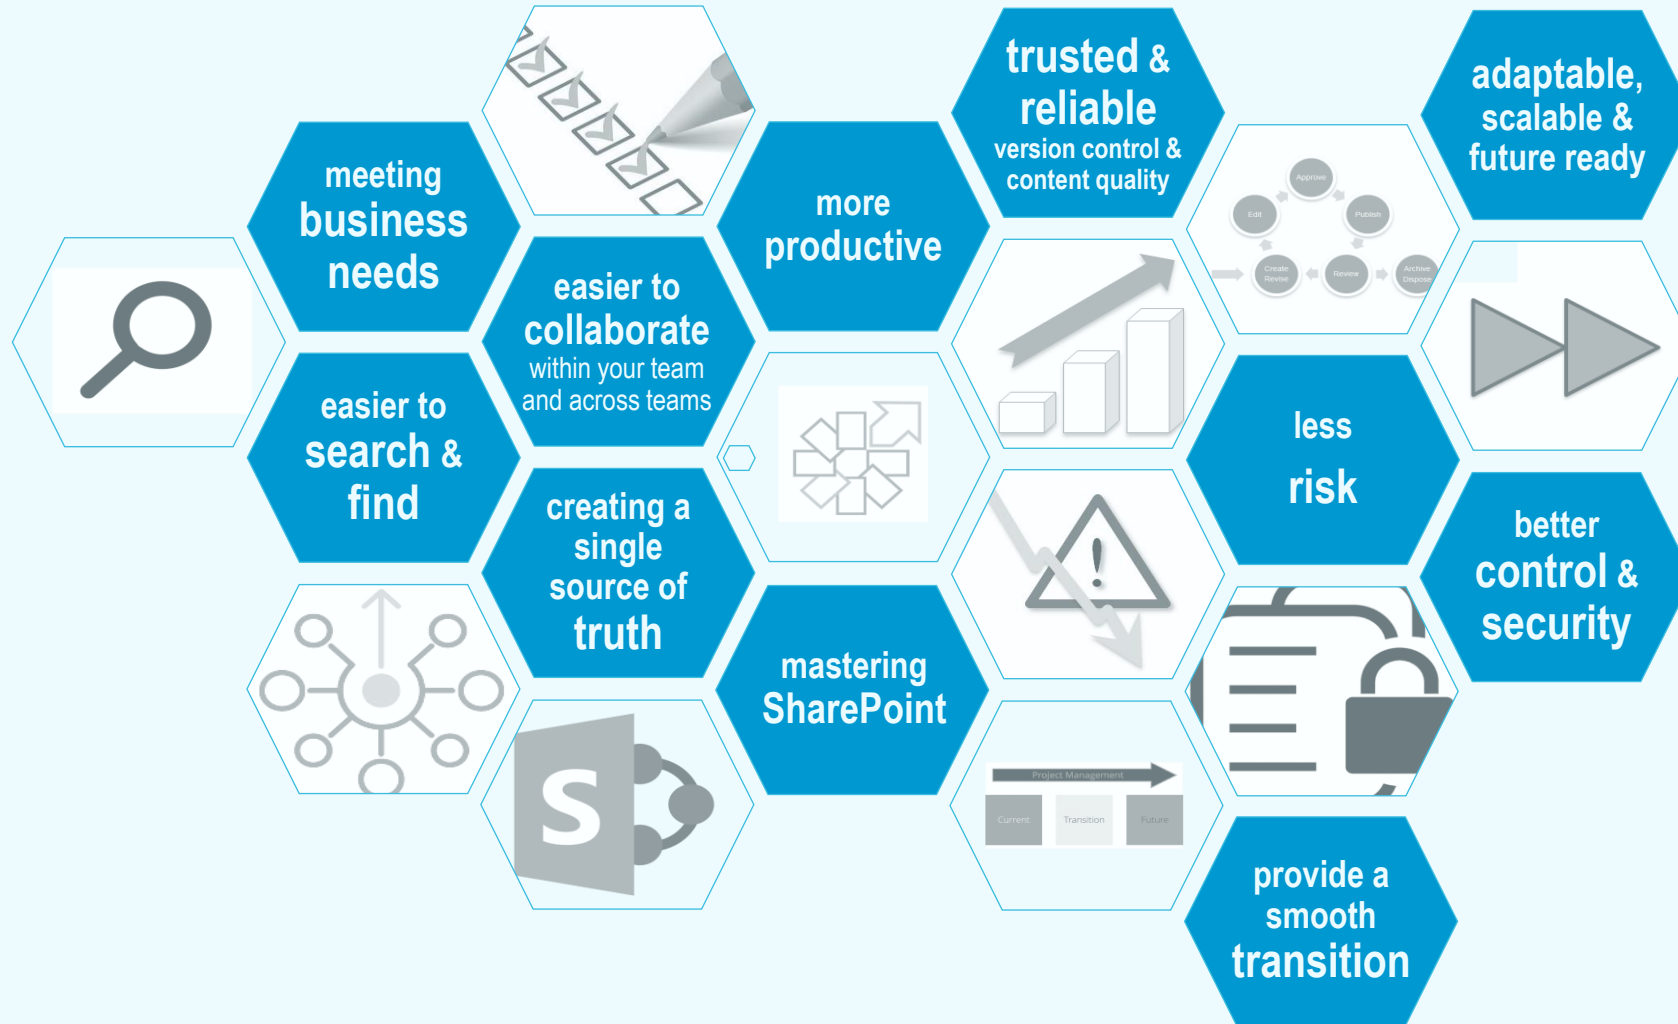 meeting
business
needs
easier to
search &
find
easier to
collaborate
within your team
and across teams
creating a
single
source of
truth
S
more
productive
mastering
SharePoint
trusted &
reliable
version control &
content quality
!
Project Management
Current
Transition
Future
Approve
Edit
Publish
Create
Revise
Review
Archive
Dispose
less
risk
provide a
smooth
transition
adaptable,
scalable &
future ready
better
control &
security